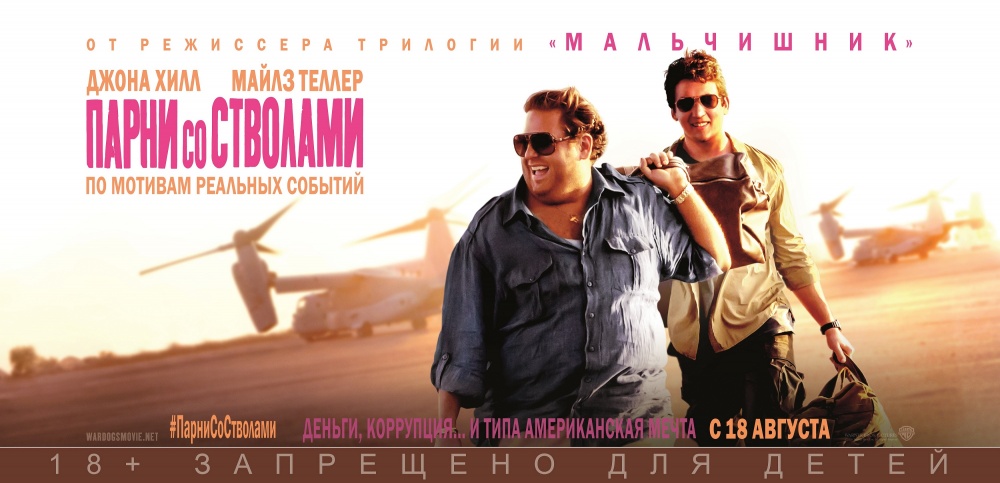 ОТ РЕЖИССЕРА ТРИЛОГИИ «МАЛЬЧИШНИК»
ДЖОНА ХИЛЛ МАЙЛЗ ТЕЛЛЕР
ПАРНИ СО СТВОЛАМИ
ПО МОТИВАМ РЕАЛЬНЫХ СОБЫТИЙ
WARDOGSMOVIE.NET #ПарниСоСтволами ДЕНЬГИ, КОРРУПЦИЯ... И ТИПА АМЕРИКАНСКАЯ МЕЧТА С 18 АВГУСТА
18+ ЗАПРЕЩЕНО ДЛЯ ДЕТЕЙ